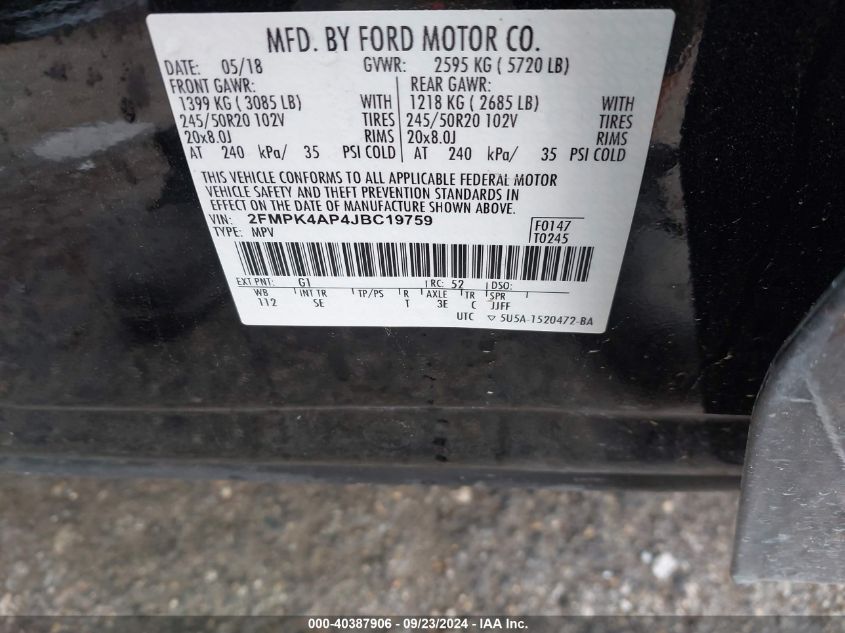 MFD. BY FORD MOTOR CO.
DATE: 05/18 GVWR: 2595 KG ( 5720 LB)
FRONT GAWR: REAR GAWR:
1399 KG ( 3085 LB) WITH 1218 KG ( 2685 LB) WITH
245/50R20 102V TIRES 245/50R20 102V TIRES
20x8.0J RIMS 20x8.0J RIMS
AT 240 kPa/ 35 PSI COLD AT 240 kPa/ 35 PSI COLD
THIS VEHICLE CONFORMS TO ALL APPLICABLE FEDERAL MOTOR
VEHICLE SAFETY AND THEFT PREVENTION STANDARDS IN
EFFECT ON THE DATE OF MANUFACTURE SHOWN ABOVE.
VIN: 2FMPK4AP4JBC19759 F0147
TYPE: MPV T0245
EXT PNT: G1 RC: 52 DSO:
WB INT TR TP/PS R AXLE TR SPR
112 SE T 3E C JJFF
UTC ▽ 5U5A-1520472-BA
000-40387906 - 09/23/2024 - IAA Inc.